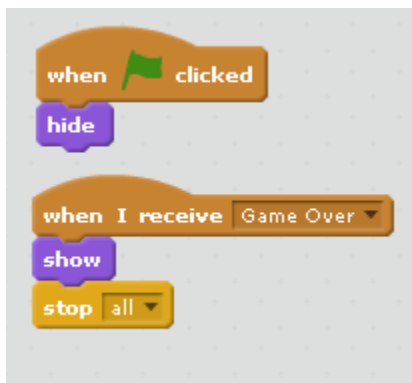 when clicked
hide
when I receive Game Over
show
stop all